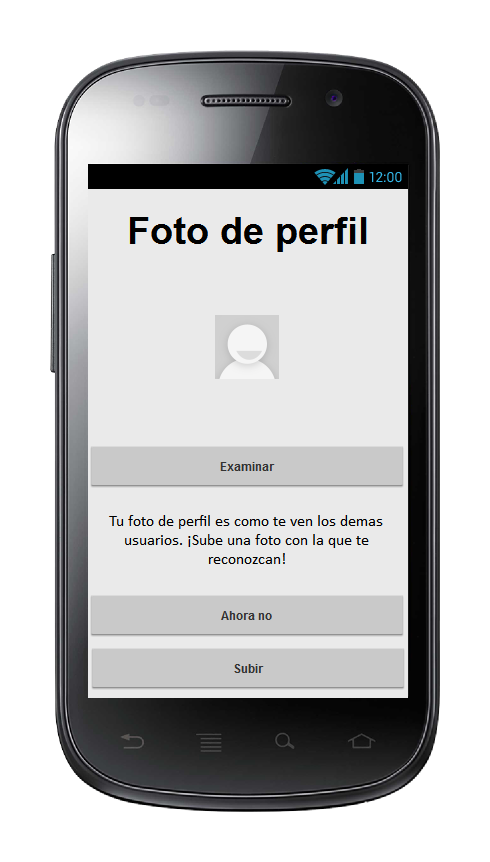 12:00
Foto de perfil
Examinar
Tu foto de perfil es como te ven los demas
usuarios. ¡Sube una foto con la que te
reconozcan!
Ahora no
Subir